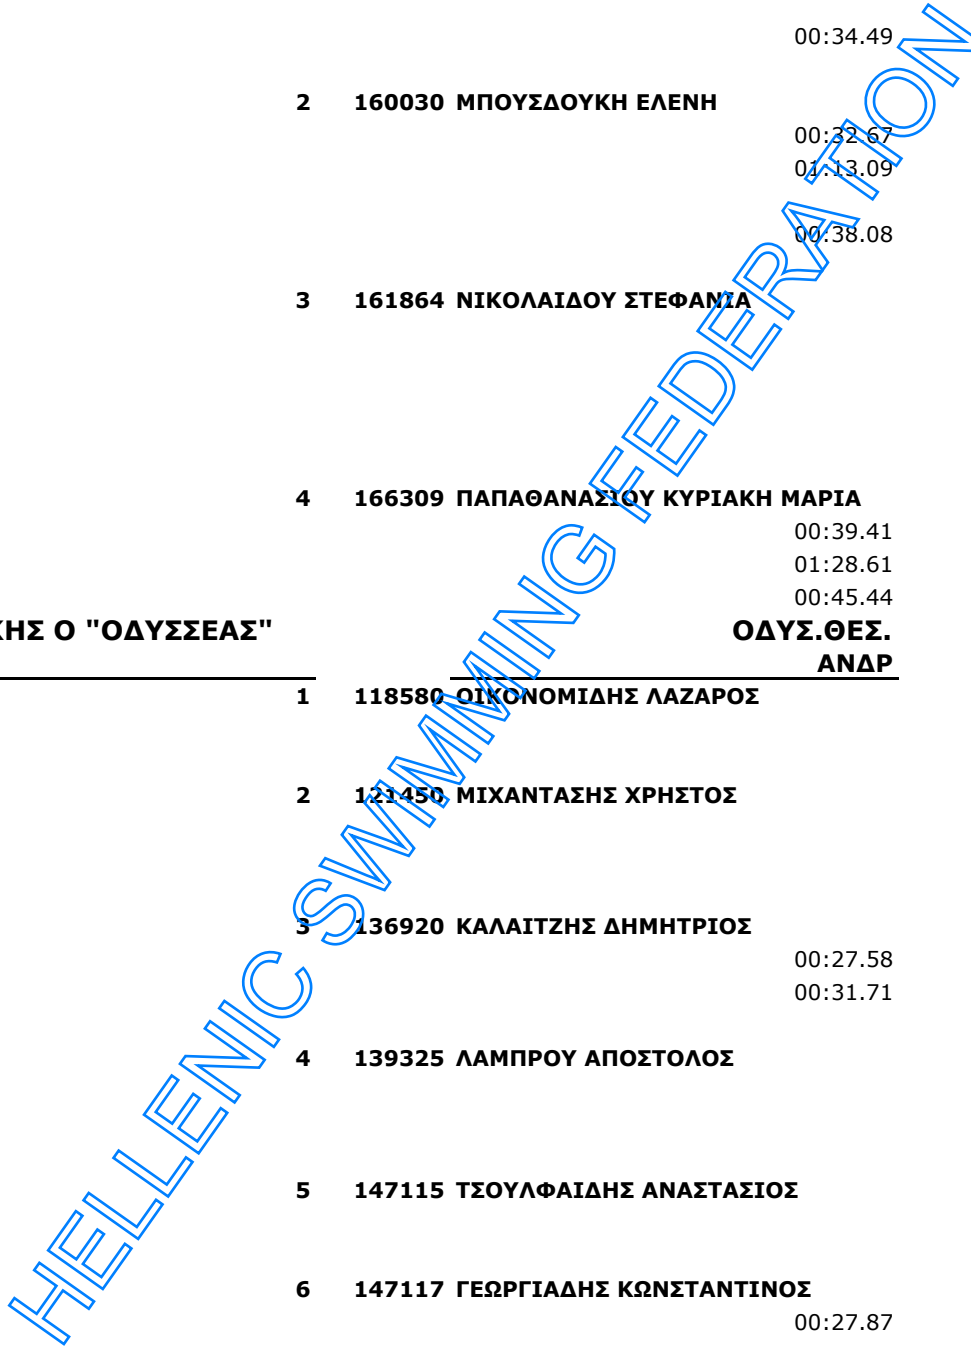 00:34.49
2 160030 ΜΠΟΥΣΔΟΥΚΗ ΕΛΕΝΗ
00:32.67
01:13.09
00:38.08
3 161864 ΝΙΚΟΛΑΙΔΟΥ ΣΤΕΦΑΝΙΑ
4 166309 ΠΑΠΑΘΑΝΑΣΙΟΥ ΚΥΡΙΑΚΗ ΜΑΡΙΑ
00:39.41
01:28.61
00:45.44
ΚΗΣ Ο "ΟΔΥΣΣΕΑΣ" ΟΔΥΣ.ΘΕΣ.
ΑΝΔΡ
1 118580 ΟΙΚΟΝΟΜΙΔΗΣ ΛΑΖΑΡΟΣ
2 121450 ΜΙΧΑΝΤΑΣΗΣ ΧΡΗΣΤΟΣ
3 136920 ΚΑΛΑΙΤΖΗΣ ΔΗΜΗΤΡΙΟΣ
00:27.58
00:31.71
4 139325 ΛΑΜΠΡΟΥ ΑΠΟΣΤΟΛΟΣ
5 147115 ΤΣΟΥΛΦΑΙΔΗΣ ΑΝΑΣΤΑΣΙΟΣ
6 147117 ΓΕΩΡΓΙΑΔΗΣ ΚΩΝΣΤΑΝΤΙΝΟΣ
00:27.87
HELLENIC SWIMMING FEDERATION